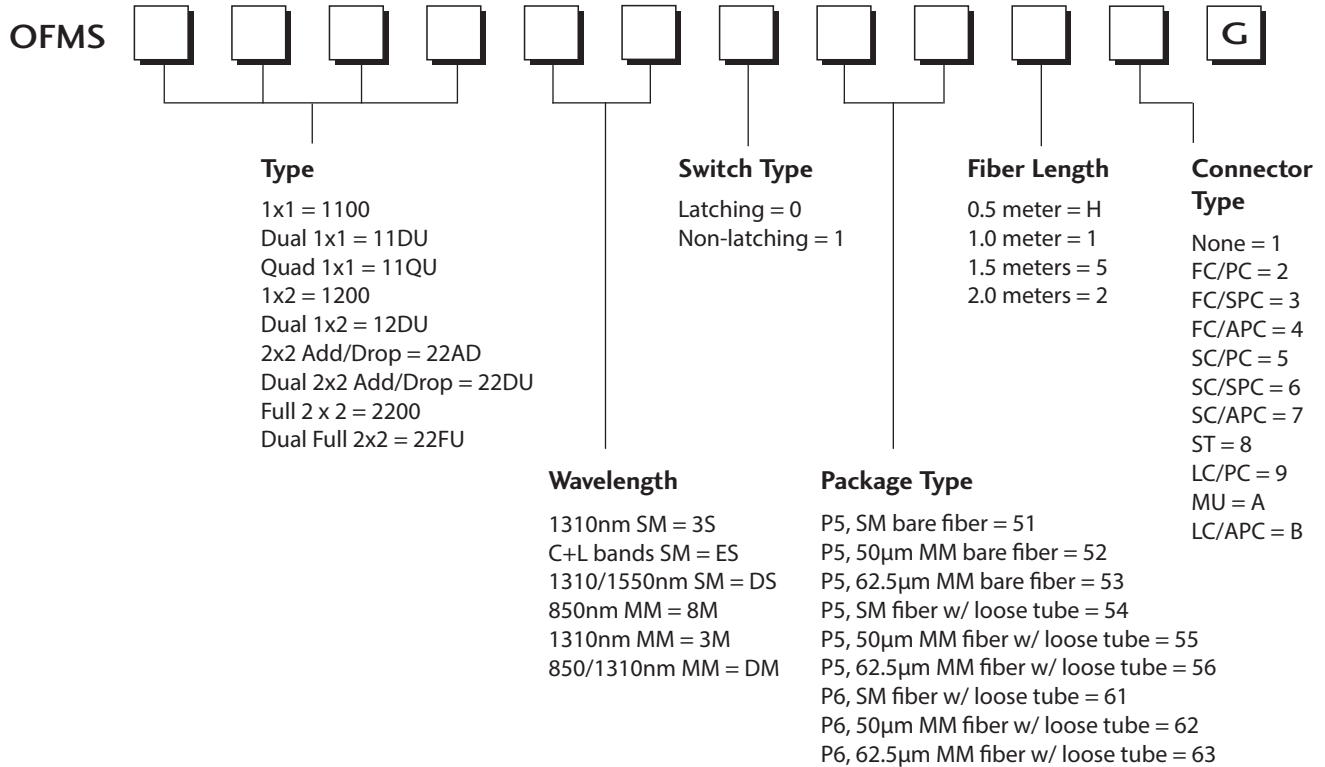 OFMS G
Type
1x1 = 1100
Dual 1x1 = 11DU
Quad 1x1 = 11QU
1x2 = 1200
Dual 1x2 = 12DU
2x2 Add/Drop = 22AD
Dual 2x2 Add/Drop = 22DU
Full 2 x 2 = 2200
Dual Full 2x2 = 22FU
Wavelength
1310nm SM = 3S
C+L bands SM = ES
1310/1550nm SM = DS
850nm MM = 8M
1310nm MM = 3M
850/1310nm MM = DM
Switch Type
Latching = 0
Non-latching = 1
Package Type
P5, SM bare fiber = 51
P5, 50µm MM bare fiber = 52
P5, 62.5µm MM bare fiber = 53
P5, SM fiber w/ loose tube = 54
P5, 50µm MM fiber w/ loose tube = 55
P5, 62.5µm MM fiber w/ loose tube = 56
P6, SM fiber w/ loose tube = 61
P6, 50µm MM fiber w/ loose tube = 62
P6, 62.5µm MM fiber w/ loose tube = 63
Fiber Length
0.5 meter = H
1.0 meter = 1
1.5 meters = 5
2.0 meters = 2
Connector
Type
None = 1
FC/PC = 2
FC/SPC = 3
FC/APC = 4
SC/PC = 5
SC/SPC = 6
SC/APC = 7
ST = 8
LC/PC = 9
MU = A
LC/APC = B